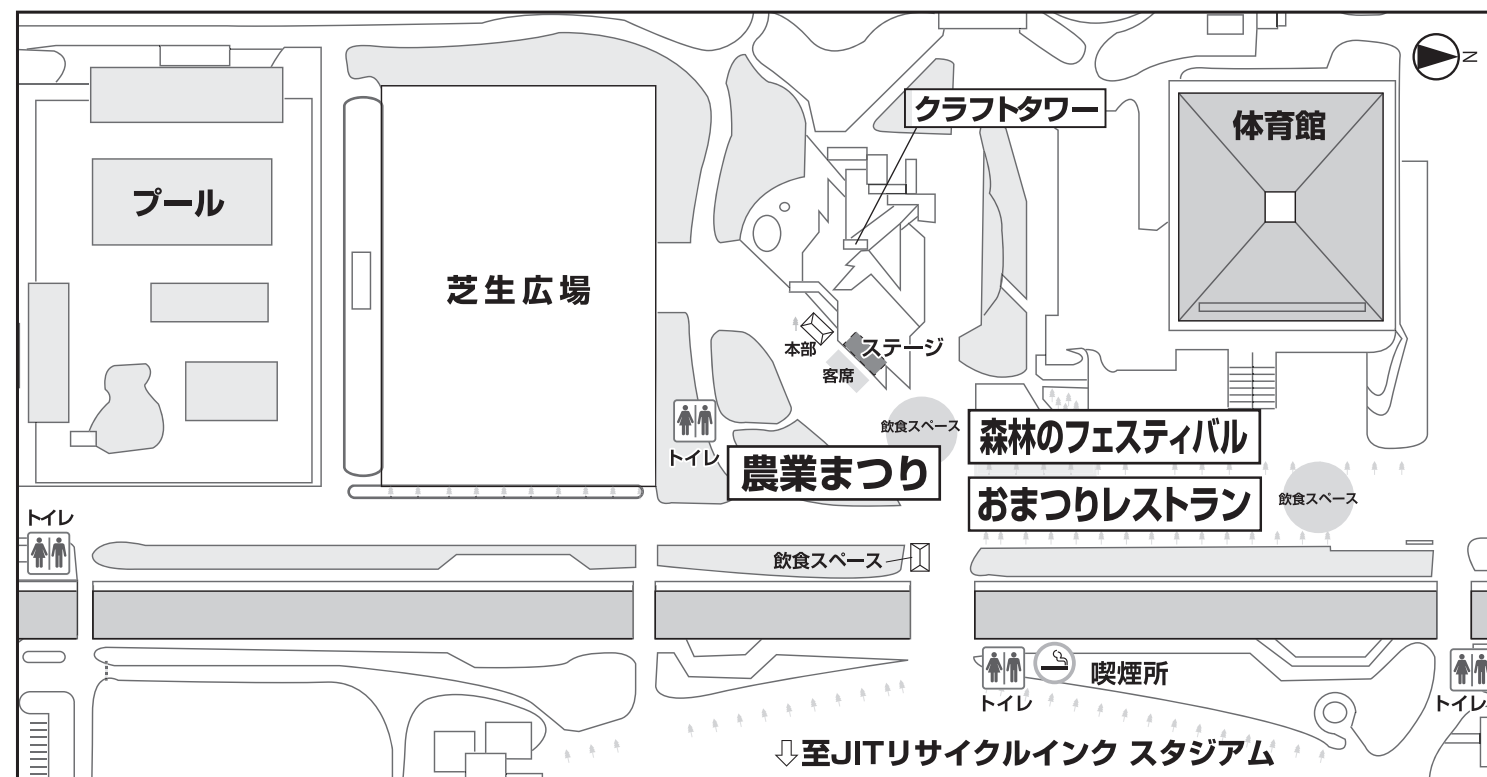 N
クラフトタワー
体育館
プール
芝生広場
本部
ステージ
客席
飲食スペース
森林のフェスティバル
トイレ
農業まつり
おまつりレストラン
飲食スペース
トイレ
飲食スペース
喫煙所
トイレ
トイレ
⇩至JITリサイクルインク スタジアム